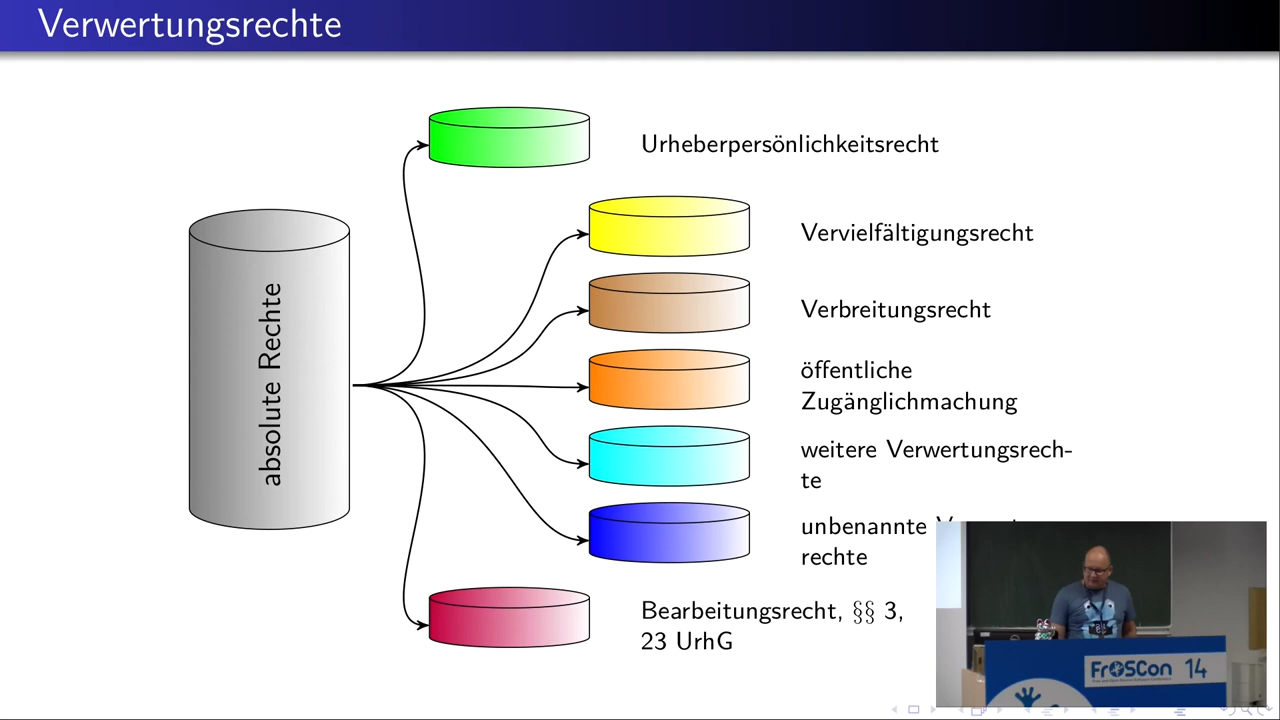 Verwertungsrechte
absolute Rechte
Urheberpersönlichkeitsrecht
Vervielfältigungsrecht
Verbreitungsrecht
öffentliche
Zugänglichmachung
weitere Verwertungsrech-
te
unbenannte
rechte
Bearbeitungsrecht, §§ 3,
23 UrhG
FrOSCon 14